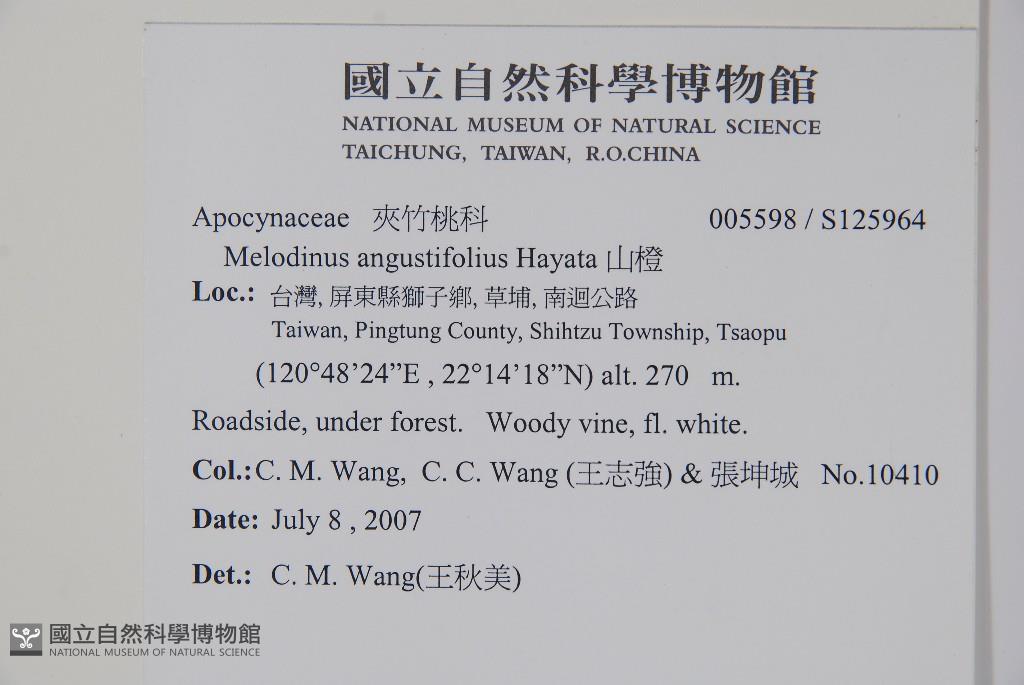 國立自然科學博物館
NATIONAL MUSEUM OF NATURAL SCIENCE
TAICHUNG, TAIWAN, R.O.CHINA
Apocynaceae 夾竹桃科 005598 / S125964
Melodinus angustifolius Hayata 山橙
Loc.: 台灣, 屏東縣獅子鄉, 草埔, 南迴公路
Taiwan, Pingtung County, Shihtzu Township, Tsaopu
(120°48’24”E , 22°14’18”N) alt. 270 m.
Roadside, under forest. Woody vine, fl. white.
Col.: C. M. Wang, C. C. Wang (王志強) & 張坤城 No.10410
Date: July 8 , 2007
Det.: C. M. Wang(王秋美)
國立自然科學博物館
NATIONAL MUSEUM OF NATURAL SCIENCE